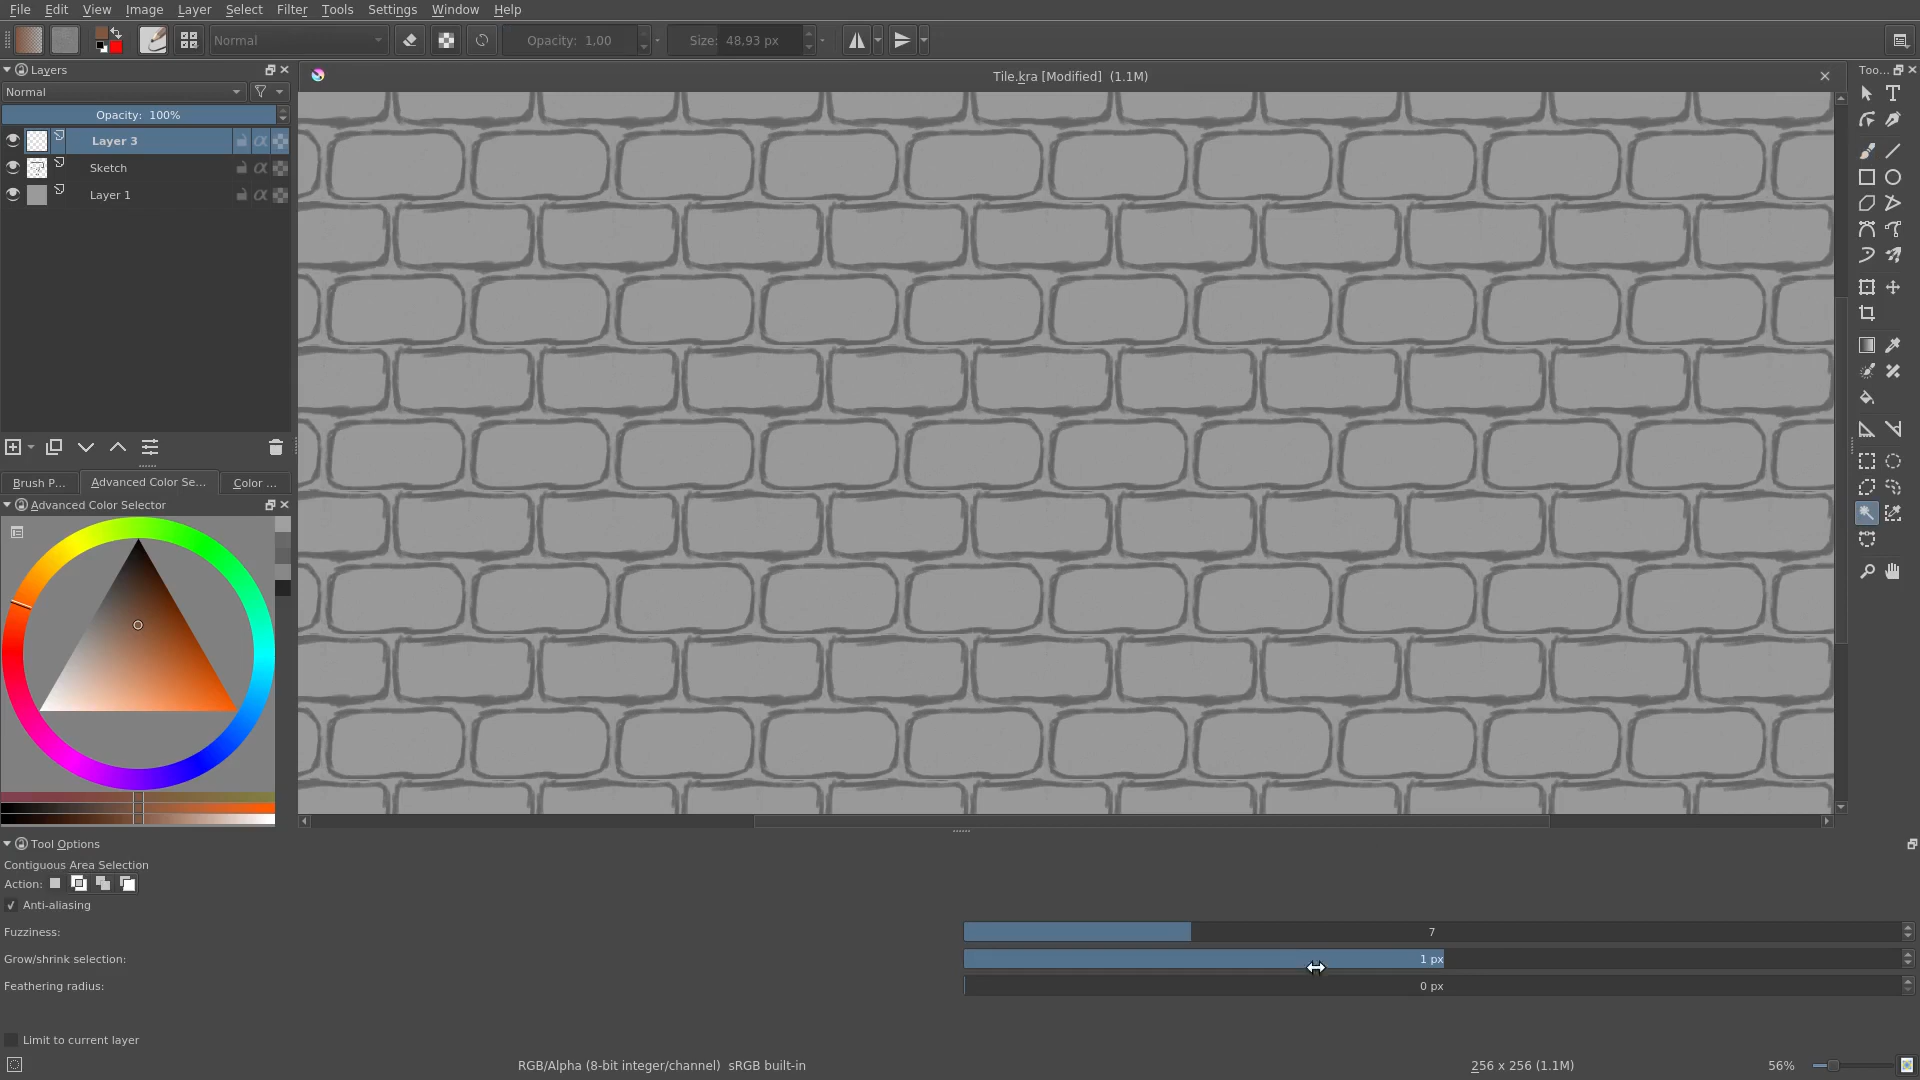 File Edit View Image Layer Select Filter Tools Settings Window Help
Normal Opacity: 1,00 Size: 48,93 px
Layers
Tile.kra [Modified] (1.1M)
Too...
Normal
Opacity: 100%
Layer 3
Sketch
Layer 1
Brush P... Advanced Color Se... Color ...
Advanced Color Selector
Tool Options
Contiguous Area Selection
Action:
Anti-aliasing
Fuzziness: 7
Grow/shrink selection: 1 px
Feathering radius: 0 px
Limit to current layer
RGB/Alpha (8-bit integer/channel) sRGB built-in 256 x 256 (1.1M) 56%